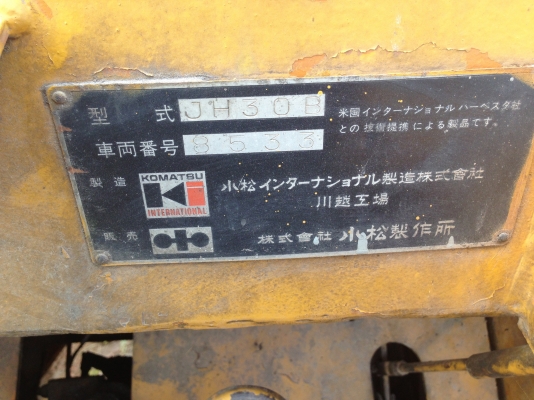 型式 JH30B
米国インターナショナル ハーベスタ社
との技術提携による製品です。
車両番号 8533
製造 KOMATSU INTERNATIONAL 小松インターナショナル製造株式會社
川越工場
販売 株式會社 小松製作所